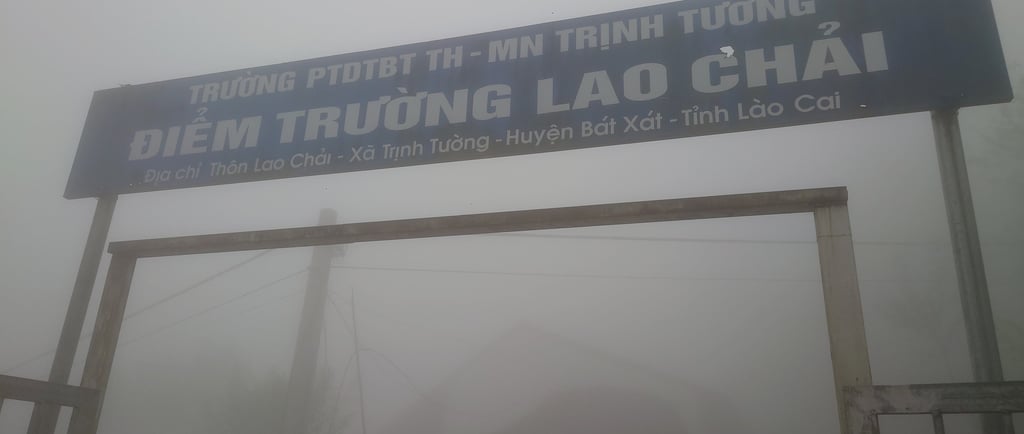 TRƯỜNG PTDTBT TH - MN TRỊNH TƯỜNG
ĐIỂM TRƯỜNG LAO CHẢI
Địa chỉ Thôn Lao Chải - Xã Trịnh Tường - Huyện Bát Xát - Tỉnh Lào Cai